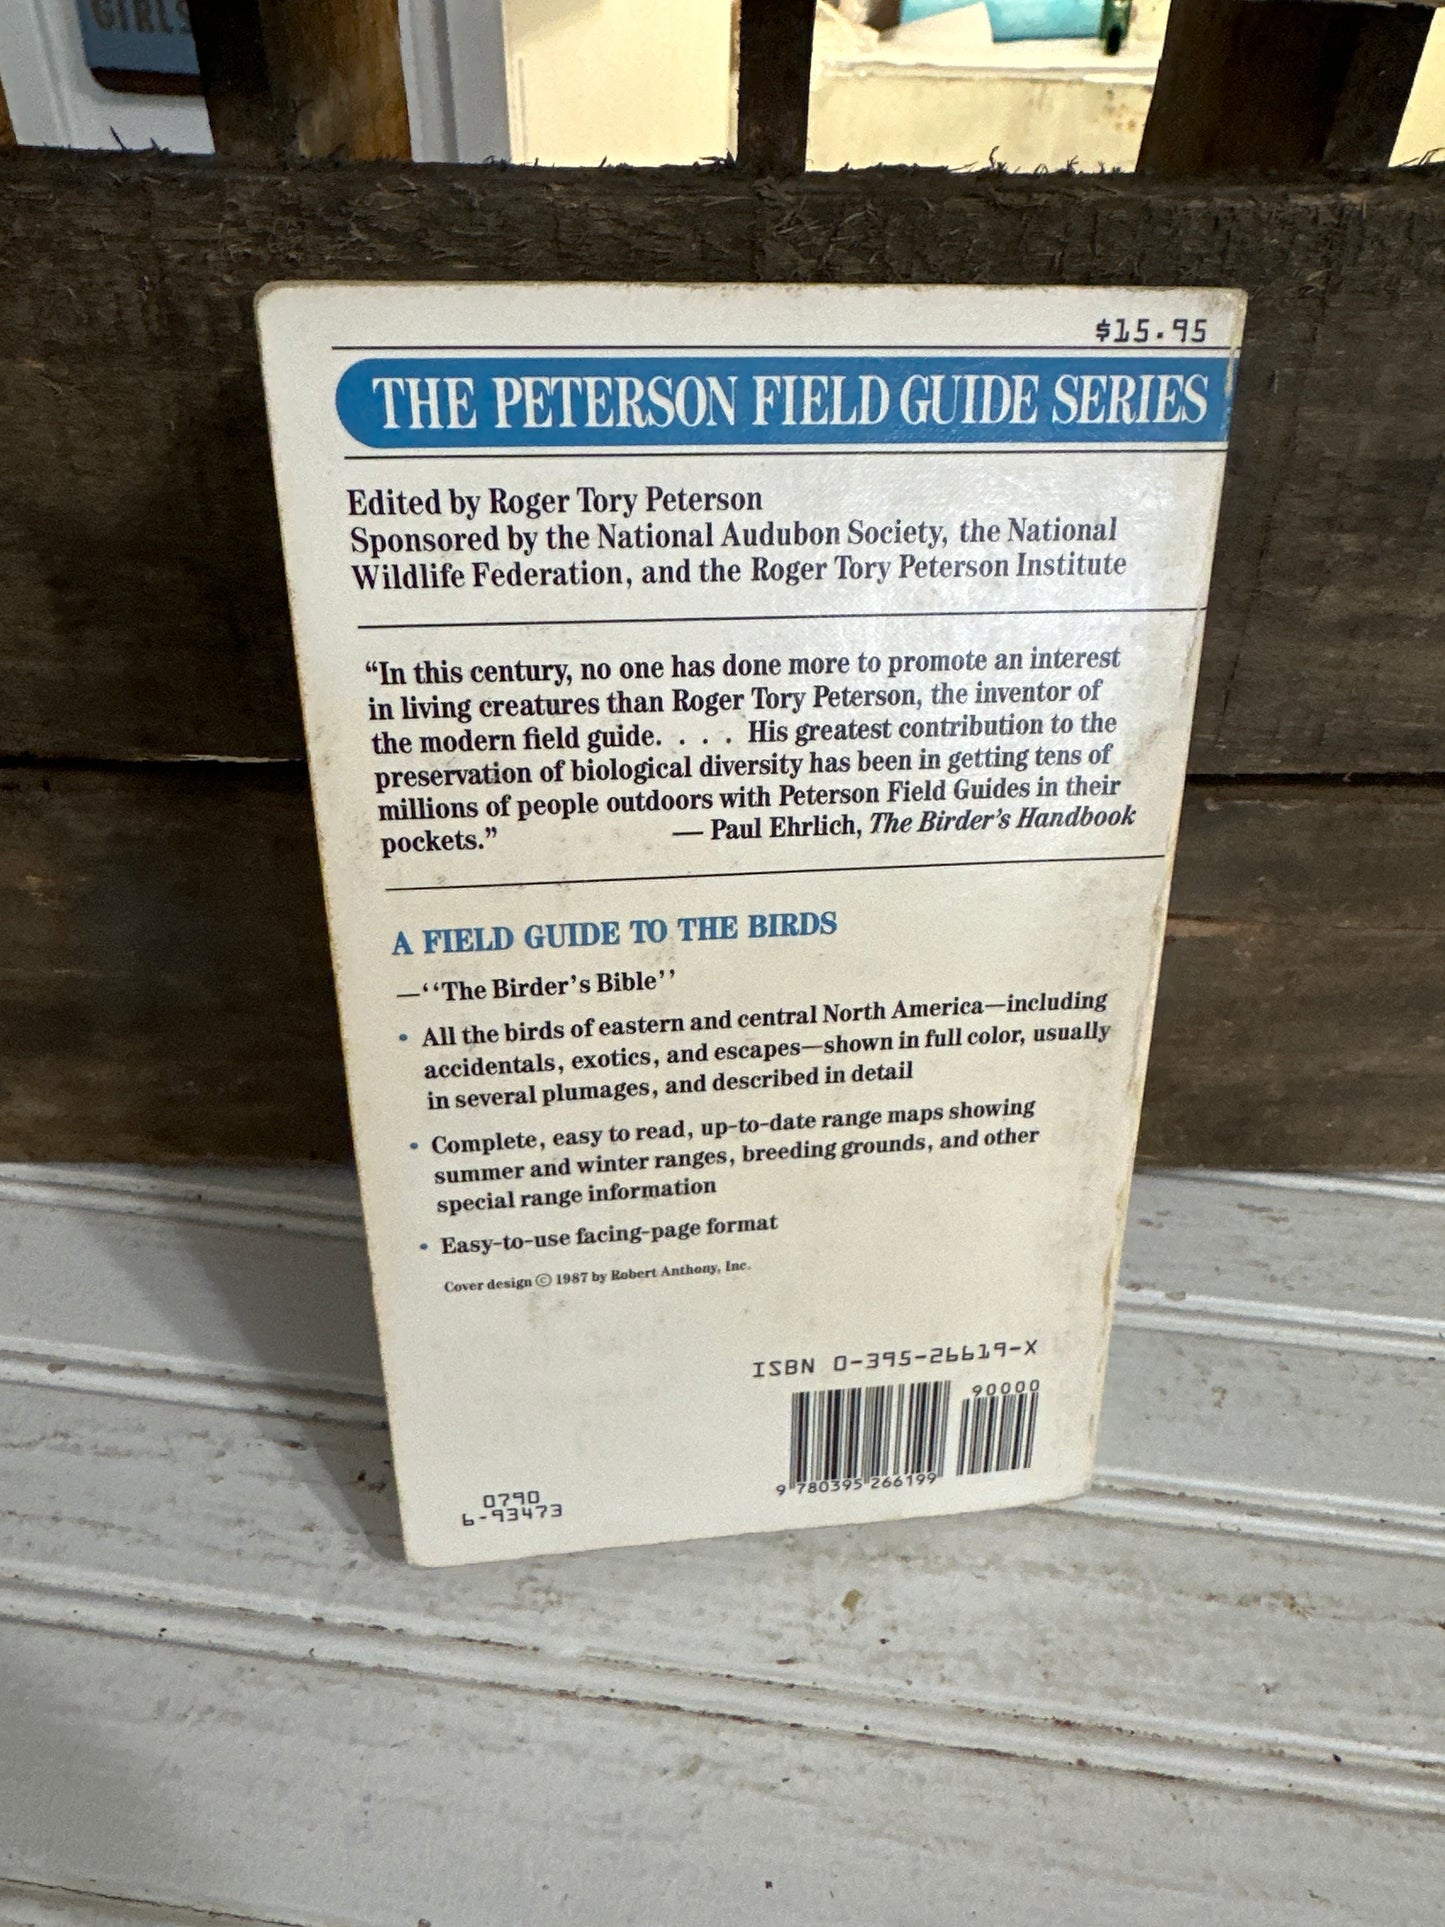 GIRLS
$15.95
THE PETERSON FIELD GUIDE SERIES
Edited by Roger Tory Peterson
Sponsored by the National Audubon Society, the National
Wildlife Federation, and the Roger Tory Peterson Institute
“In this century, no one has done more to promote an interest
in living creatures than Roger Tory Peterson, the inventor of
the modern field guide. . . . His greatest contribution to the
preservation of biological diversity has been in getting tens of
millions of people outdoors with Peterson Field Guides in their
pockets.” — Paul Ehrlich, The Birder's Handbook
A FIELD GUIDE TO THE BIRDS
—‘‘The Birder's Bible’’
• All the birds of eastern and central North America—including
accidentals, exotics, and escapes—shown in full color, usually
in several plumages, and described in detail
• Complete, easy to read, up-to-date range maps showing
summer and winter ranges, breeding grounds, and other
special range information
• Easy-to-use facing-page format
Cover design © 1987 by Robert Anthony, Inc.
ISBN 0-395-26619-X
90000
9 780395 266199
0790
6-93473